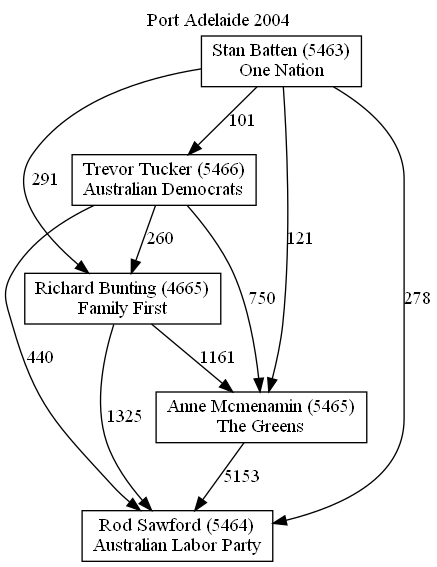 Port Adelaide 2004
Stan Batten (5463)
One Nation
101
Trevor Tucker (5466)
Australian Democrats
291
260
121
Richard Bunting (4665)
Family First
750
278
440
1161
Anne Mcmenamin (5465)
The Greens
1325
5153
Rod Sawford (5464)
Australian Labor Party